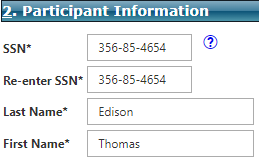 2. Participant Information
SSN* 356-85-4654 ?
Re-enter SSN* 356-85-4654
Last Name* Edison
First Name* Thomas